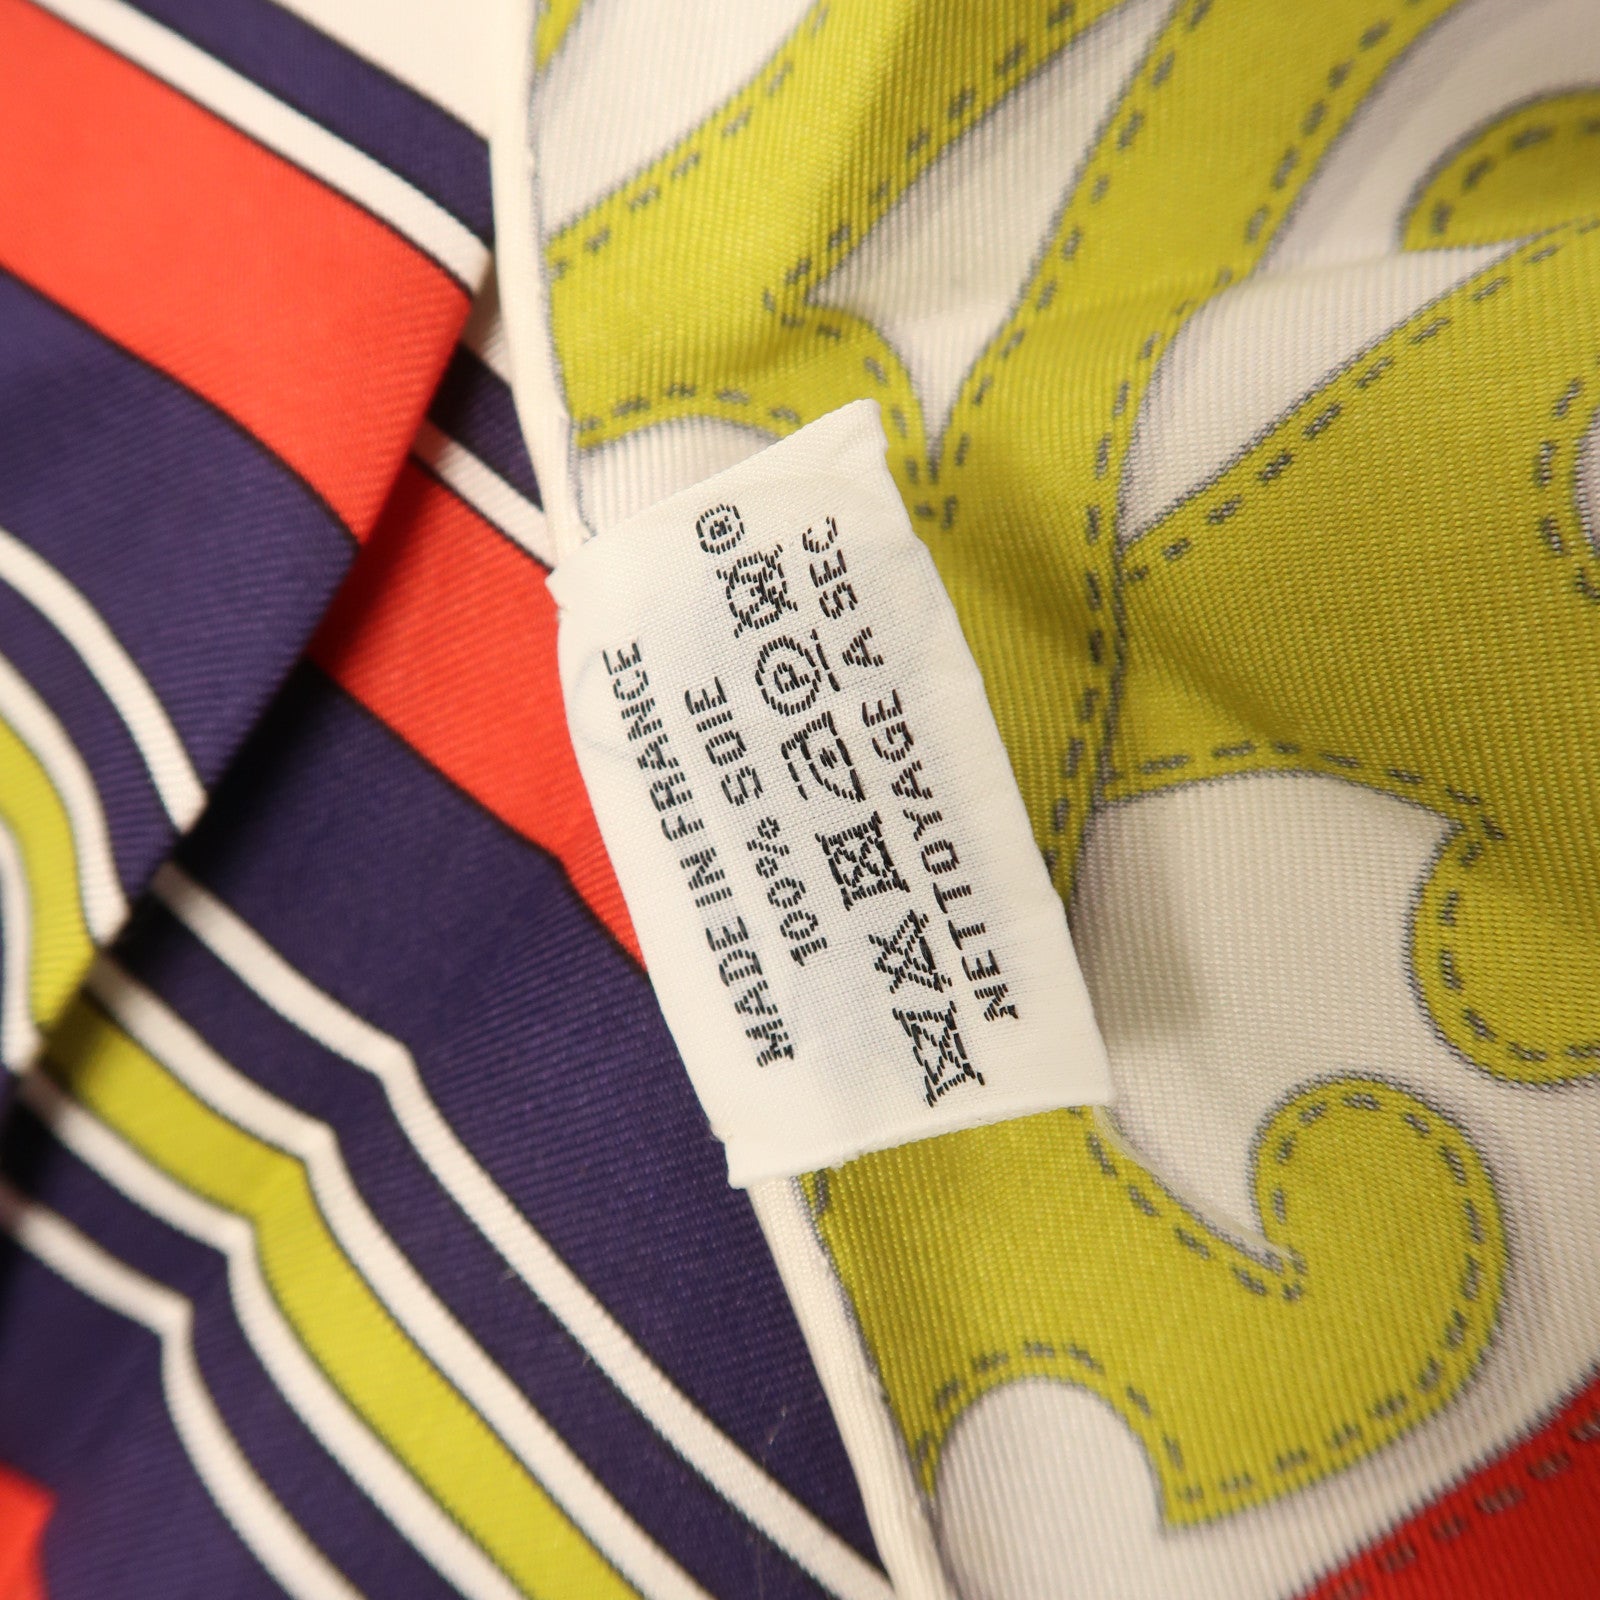 MADE IN FRANCE
100% SOIE
P W ®
NETTOYAGE A SEC